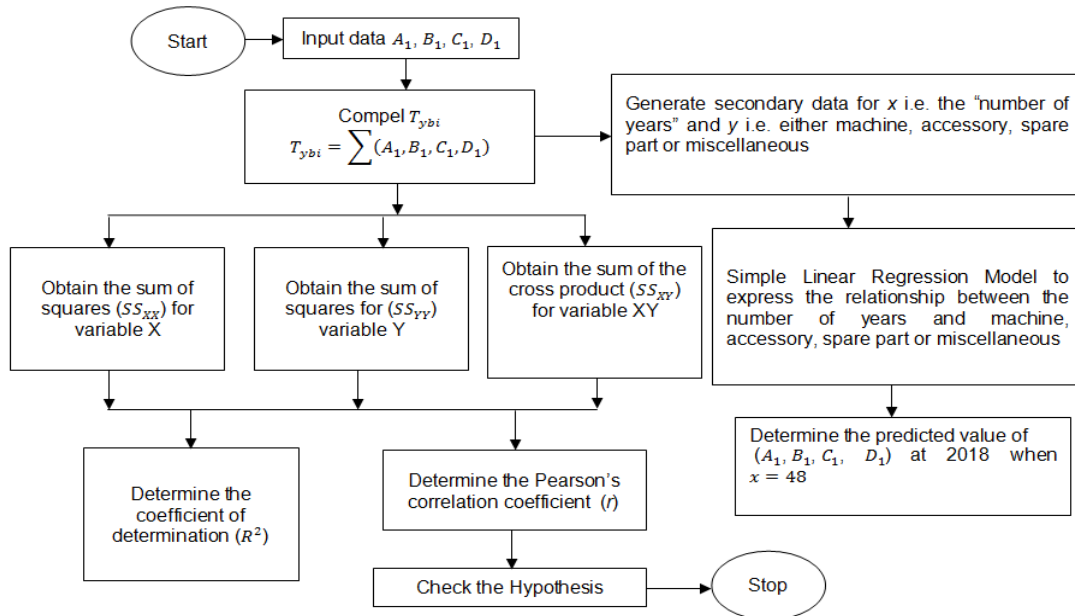 Start
Input data A₁, B₁, C₁, D₁
Compel T_ybi
T_ybi = ∑(A₁, B₁, C₁, D₁)
Generate secondary data for x i.e. the “number of
years” and y i.e. either machine, accessory, spare
part or miscellaneous
Obtain the sum of
squares (SS_XX) for
variable X
Obtain the sum of
squares for (SS_YY)
variable Y
Obtain the sum of the
cross product (SS_XY)
for variable XY
Simple Linear Regression Model to
express the relationship between the
number of years and machine,
accessory, spare part or miscellaneous
Determine the
coefficient of
determination (R²)
Determine the Pearson’s
correlation coefficient (r)
Determine the predicted value of
(A₁, B₁, C₁, D₁) at 2018 when
x = 48
Check the Hypothesis
Stop